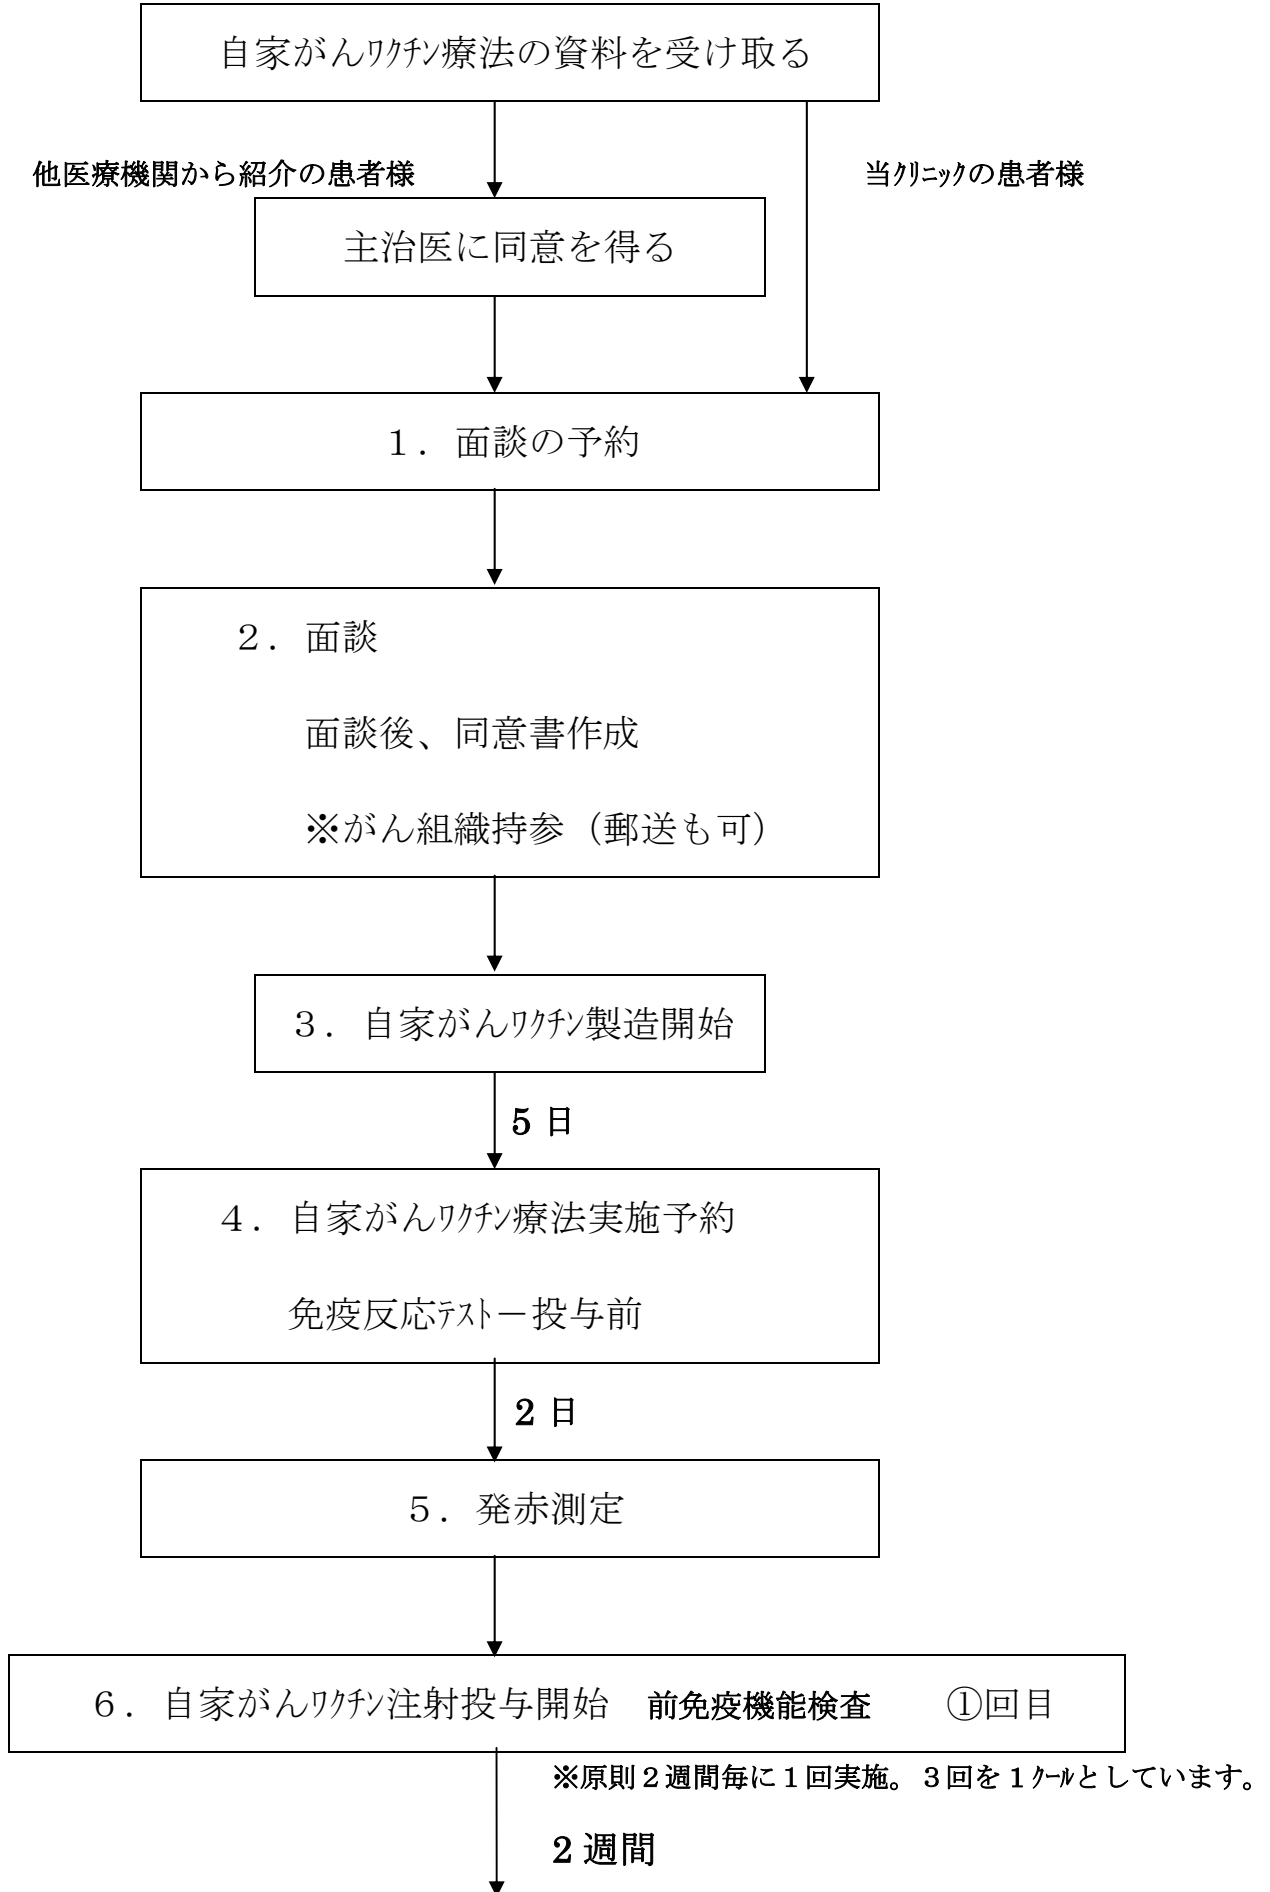 自家がんﾜｸﾁﾝ療法の資料を受け取る
他医療機関から紹介の患者様
当ｸﾘﾆｯｸの患者様
主治医に同意を得る
１．面談の予約
２．面談
面談後、同意書作成
※がん組織持参（郵送も可）
３．自家がんﾜｸﾁﾝ製造開始
5 日
４．自家がんﾜｸﾁﾝ療法実施予約
免疫反応ﾃｽﾄ－投与前
2 日
５．発赤測定
６．自家がんﾜｸﾁﾝ注射投与開始　前免疫機能検査　　①回目
※原則２週間毎に１回実施。３回を１ｸｰﾙとしています。
2 週間